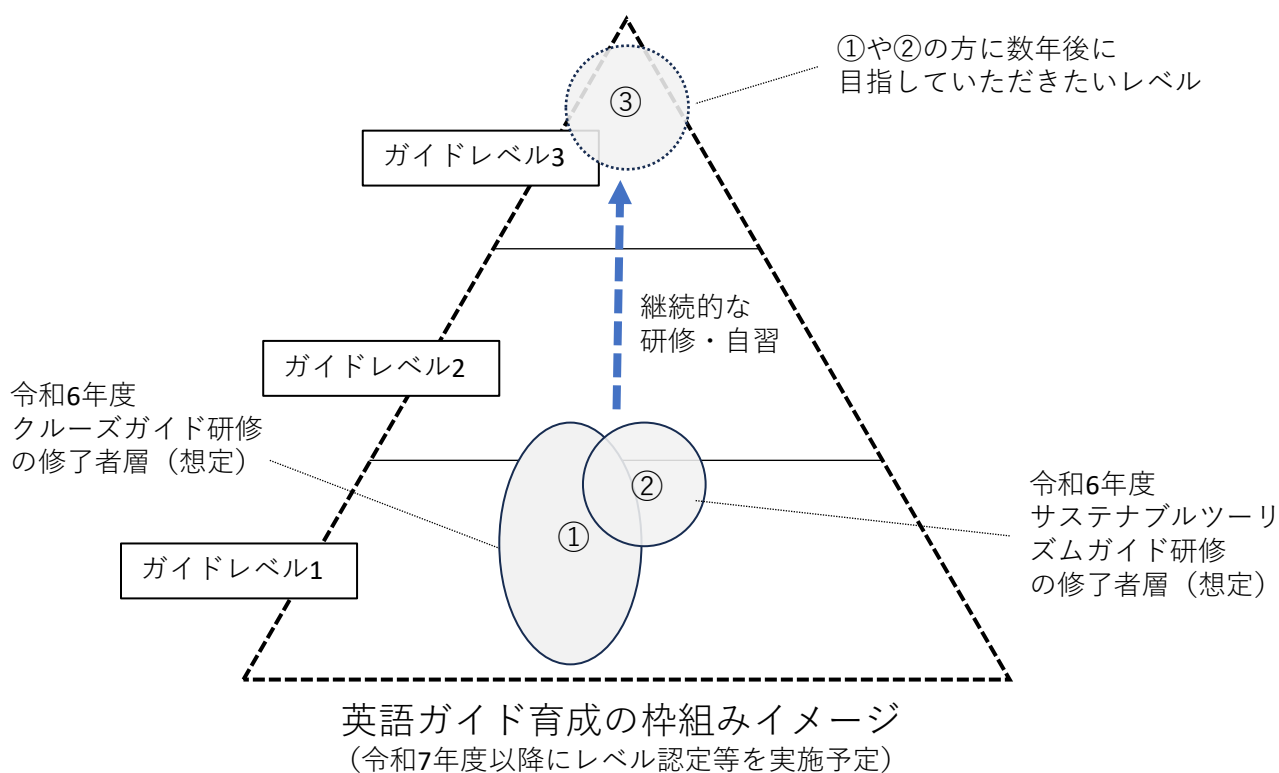 ①や②の方に数年後に
目指していただきたいレベル
③
ガイドレベル3
継続的な
研修・自習
ガイドレベル2
令和6年度
クルーズガイド研修
の修了者層（想定）
②
①
令和6年度
サステナブルツーリ
ズムガイド研修
の修了者層（想定）
ガイドレベル1
英語ガイド育成の枠組みイメージ
（令和7年度以降にレベル認定等を実施予定）